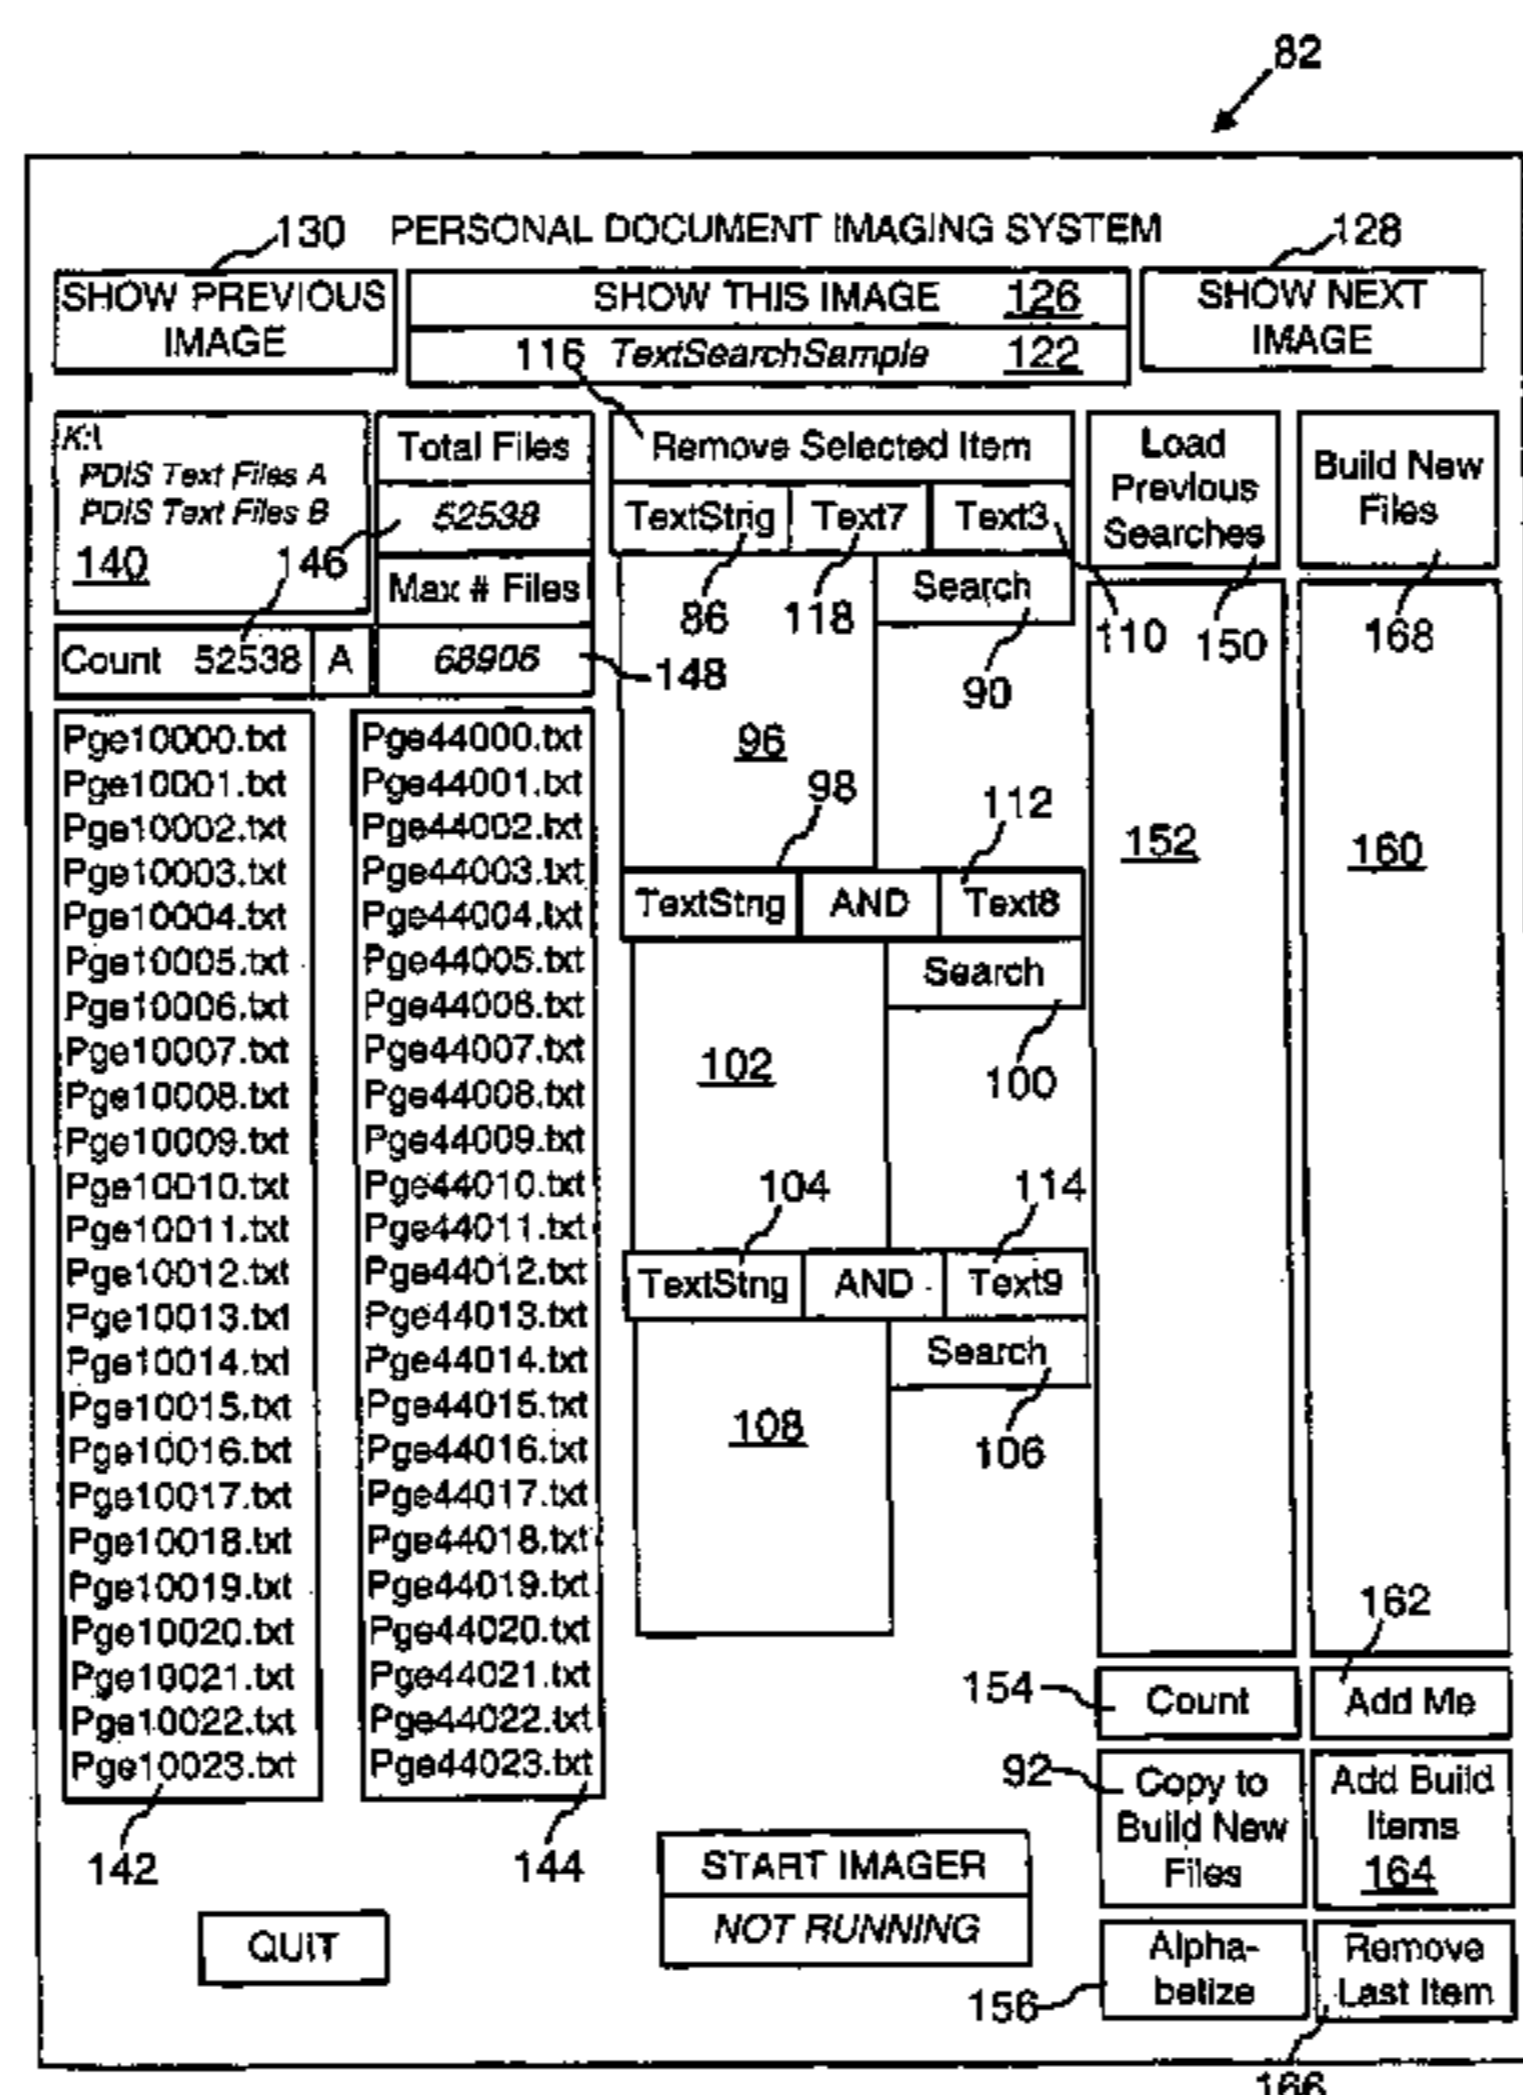 82
130 PERSONAL DOCUMENT IMAGING SYSTEM 128
SHOW PREVIOUS
IMAGE
SHOW THIS IMAGE 126
116 TextSearchSample 122
SHOW NEXT
IMAGE
K:\
PDIS Text Files A
PDIS Text Files B
140
146
Total Files
52538
Max # Files
68906
148
Count 52538 A
Remove Selected Item
TextStng Text7 Text3
86 118
Search
110
90
96
98
112
TextStng AND Text8
Search
102
100
104
114
TextStng AND Text9
Search
108
106
Load
Previous
Searches
150
152
Build New
Files
168
160
Pge10000.txt
Pge10001.txt
Pge10002.txt
Pge10003.txt
Pge10004.txt
Pge10005.txt
Pge10006.txt
Pge10007.txt
Pge10008.txt
Pge10009.txt
Pge10010.txt
Pge10011.txt
Pge10012.txt
Pge10013.txt
Pge10014.txt
Pge10015.txt
Pge10016.txt
Pge10017.txt
Pge10018.txt
Pge10019.txt
Pge10020.txt
Pge10021.txt
Pge10022.txt
Pge10023.txt
142
Pge44000.txt
Pge44001.txt
Pge44002.txt
Pge44003.txt
Pge44004.txt
Pge44005.txt
Pge44006.txt
Pge44007.txt
Pge44008.txt
Pge44009.txt
Pge44010.txt
Pge44011.txt
Pge44012.txt
Pge44013.txt
Pge44014.txt
Pge44015.txt
Pge44016.txt
Pge44017.txt
Pge44018.txt
Pge44019.txt
Pge44020.txt
Pge44021.txt
Pge44022.txt
Pge44023.txt
144
162
154
Count
Add Me
92
Copy to
Build New
Files
Add Build
Items
164
START IMAGER
NOT RUNNING
QUIT
Alpha-
betize
156
Remove
Last Item
166